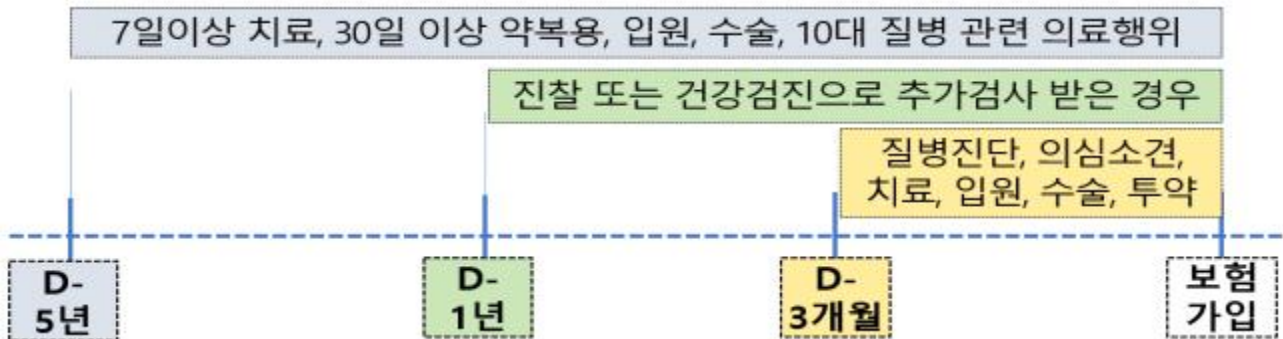 7일이상 치료, 30일 이상 약복용, 입원, 수술, 10대 질병 관련 의료행위
진찰 또는 건강검진으로 추가검사 받은 경우
질병진단, 의심소견,
치료, 입원, 수술, 투약
D-
5년
D-
1년
D-
3개월
보험
가입